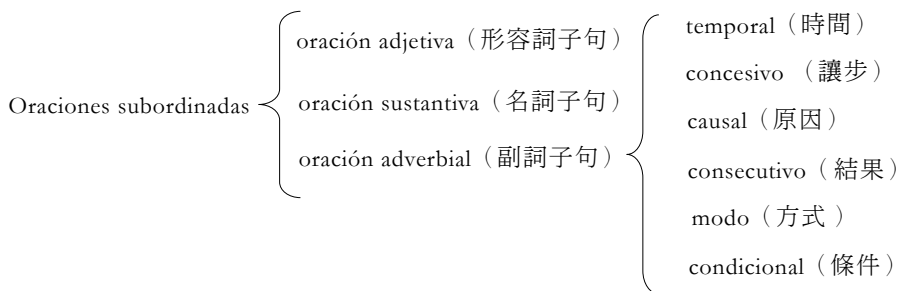 Oraciones subordinadas
oración adjetiva（形容詞子句）
oración sustantiva（名詞子句）
oración adverbial（副詞子句）
temporal（時間）
concesivo （讓步）
causal（原因）
consecutivo（結果）
modo（方式 ）
condicional（條件）